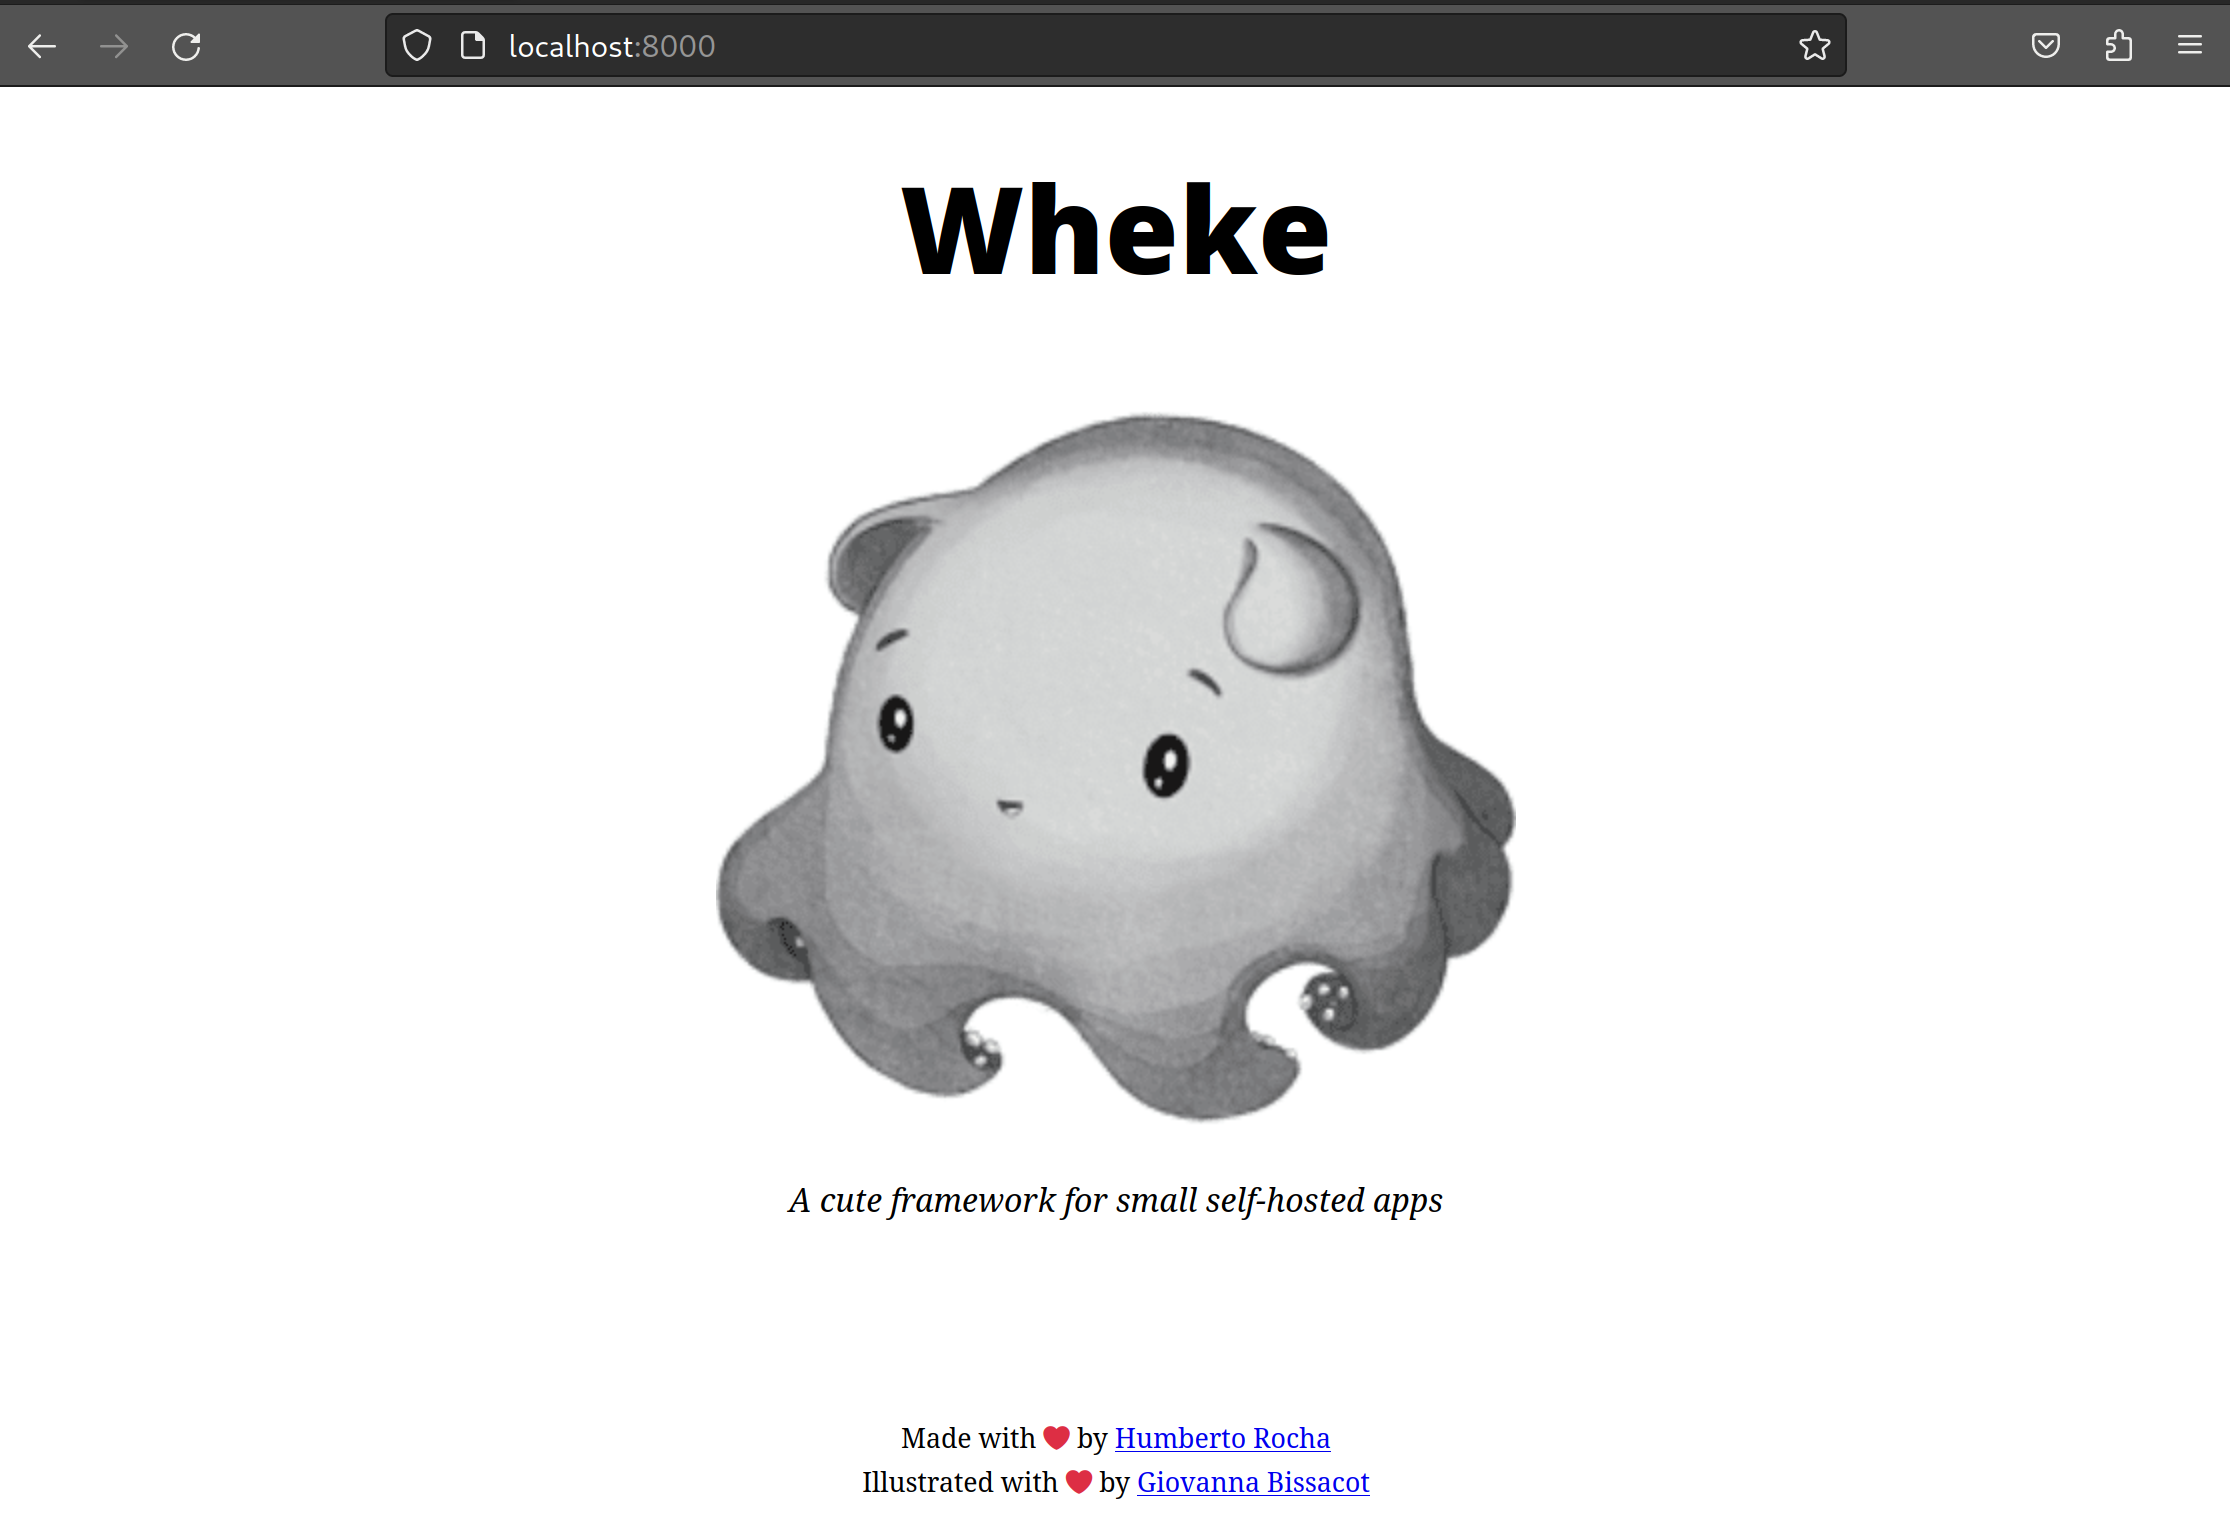 localhost:8000
Wheke
A cute framework for small self-hosted apps
Made with ❤ by Humberto Rocha
Illustrated with ❤ by Giovanna Bissacot